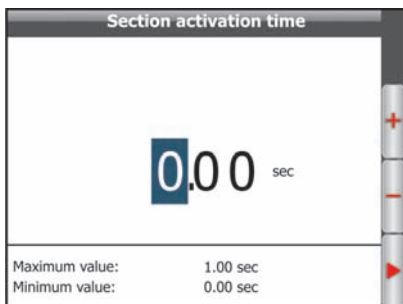 Section activation time
0.00 sec
+
-
Maximum value: 1.00 sec
Minimum value: 0.00 sec